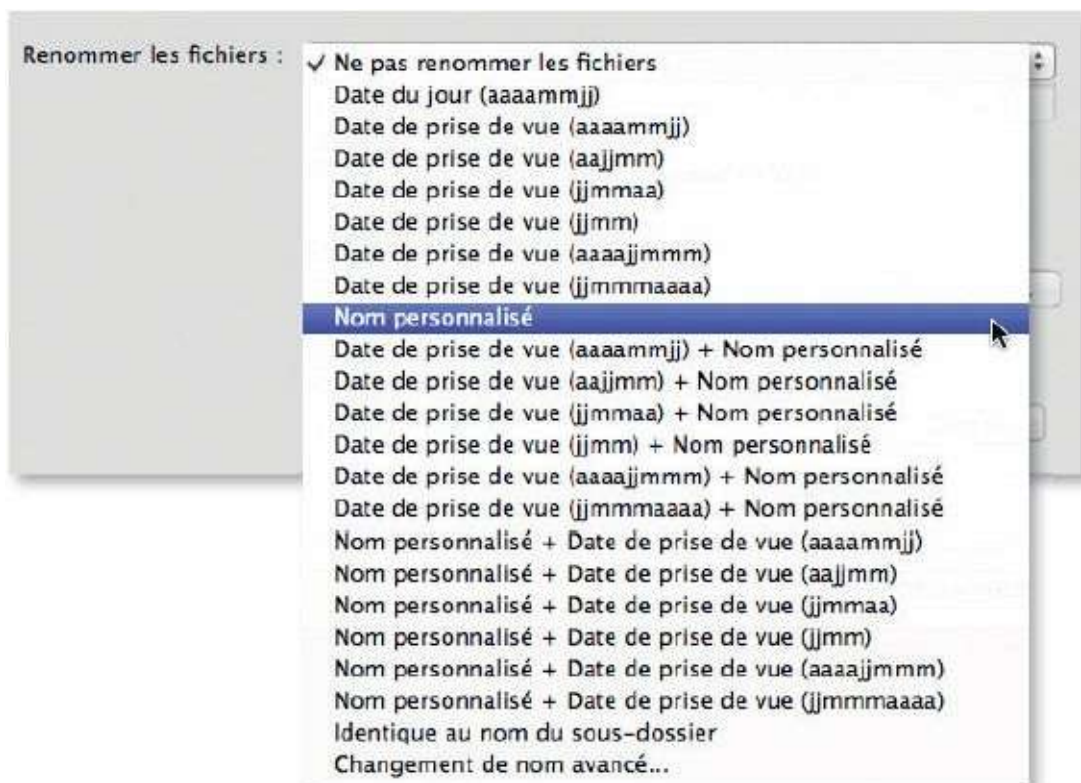 Renommer les fichiers : ✓ Ne pas renommer les fichiers
Date du jour (aaaammjj)
Date de prise de vue (aaaammjj)
Date de prise de vue (aajjmm)
Date de prise de vue (jjmmaa)
Date de prise de vue (jjmm)
Date de prise de vue (aaaajjmmm)
Date de prise de vue (jjmmmaaaa)
Nom personnalisé
Date de prise de vue (aaaammjj) + Nom personnalisé
Date de prise de vue (aajjmm) + Nom personnalisé
Date de prise de vue (jjmmaa) + Nom personnalisé
Date de prise de vue (jjmm) + Nom personnalisé
Date de prise de vue (aaaajjmmm) + Nom personnalisé
Date de prise de vue (jjmmmaaaa) + Nom personnalisé
Nom personnalisé + Date de prise de vue (aaaammjj)
Nom personnalisé + Date de prise de vue (aajjmm)
Nom personnalisé + Date de prise de vue (jjmmaa)
Nom personnalisé + Date de prise de vue (jjmm)
Nom personnalisé + Date de prise de vue (aaaajjmmm)
Nom personnalisé + Date de prise de vue (jjmmmaaaa)
Identique au nom du sous-dossier
Changement de nom avancé...